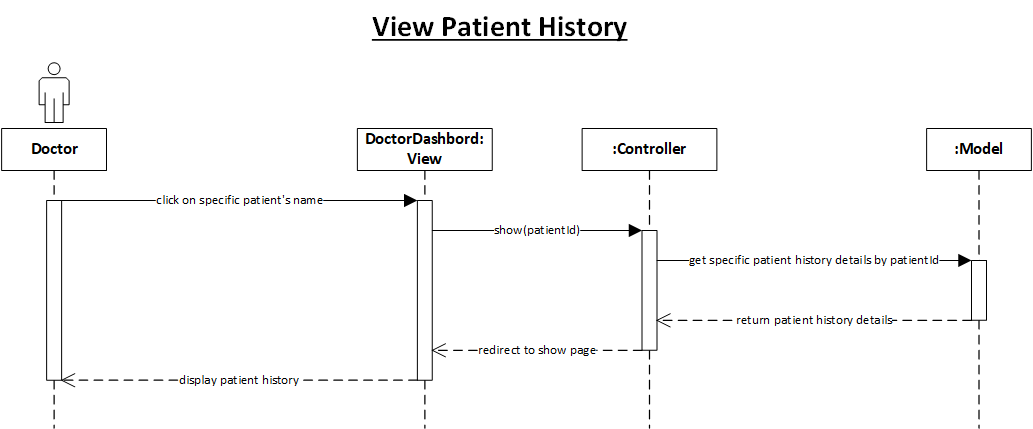 View Patient History
Doctor
DoctorDashbord:
View
:Controller
:Model
click on specific patient's name
show(patientId)
get specific patient history details by patientId
return patient history details
redirect to show page
display patient history